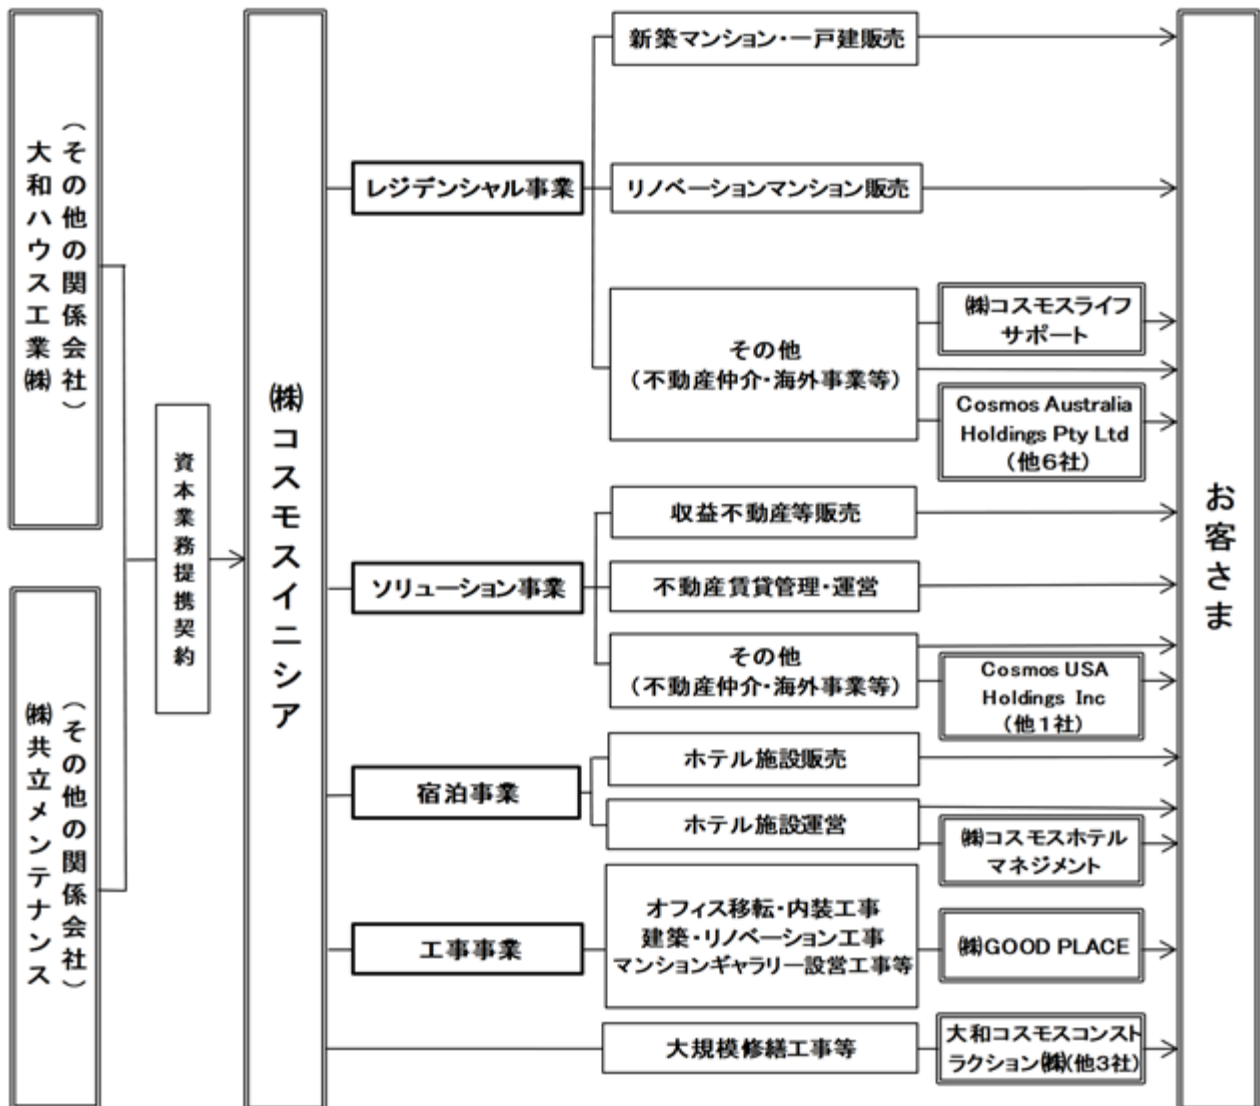 (その他の関係会社)
大和ハウス工業㈱
(その他の関係会社)
㈱共立メンテナンス
資本業務提携契約
㈱コスモスイニシア
レジデンシャル事業
新築マンション・一戸建販売
リノベーションマンション販売
その他
(不動産仲介・海外事業等)
㈱コスモスライフ
サポート
Cosmos Australia
Holdings Pty Ltd
(他6社)
ソリューション事業
収益不動産等販売
不動産賃貸管理・運営
その他
(不動産仲介・海外事業等)
Cosmos USA
Holdings Inc
(他1社)
宿泊事業
ホテル施設販売
ホテル施設運営
㈱コスモスホテル
マネジメント
工事事業
オフィス移転・内装工事
建築・リノベーション工事
マンションギャラリー設営工事等
㈱GOOD PLACE
大規模修繕工事等
大和コスモスコンスト
ラクション㈱(他3社)
お客さま